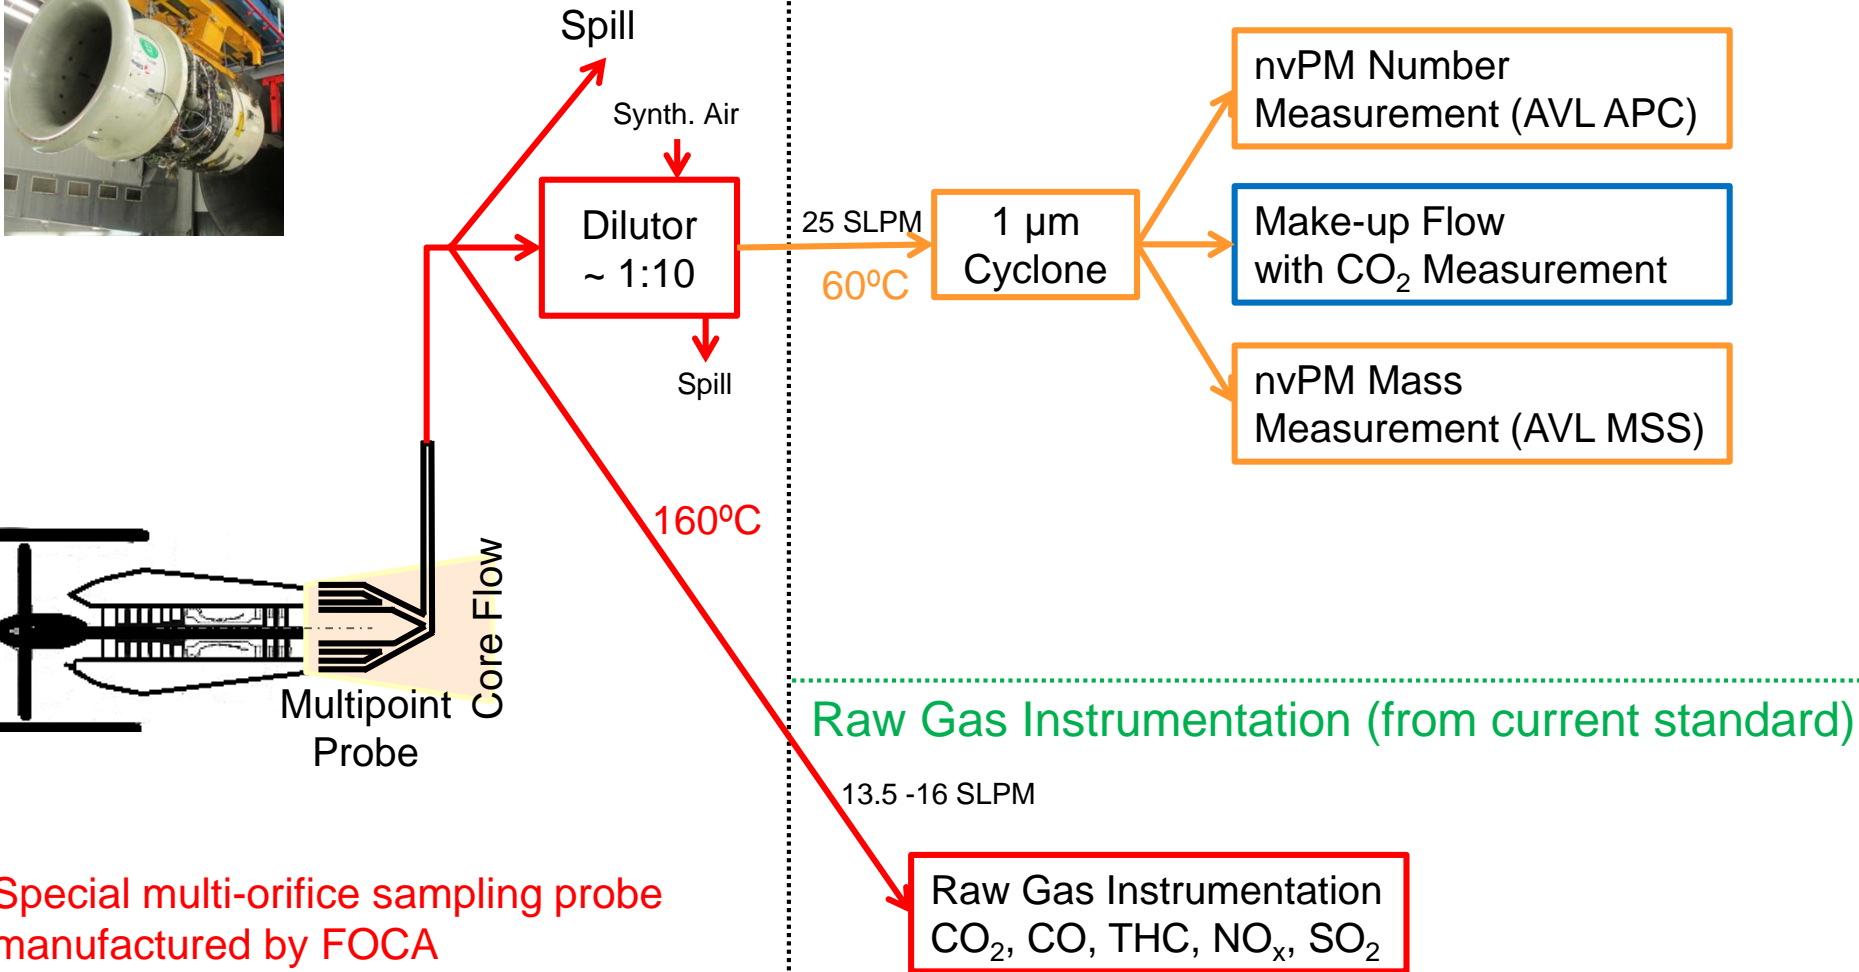 Spill
Synth. Air
Dilutor
~ 1:10
Spill
25 SLPM
60ºC
1 µm
Cyclone
nvPM Number
Measurement (AVL APC)
Make-up Flow
with CO₂ Measurement
nvPM Mass
Measurement (AVL MSS)
160ºC
Core Flow
Multipoint
Probe
Raw Gas Instrumentation (from current standard)
13.5 -16 SLPM
Raw Gas Instrumentation
CO₂, CO, THC, NOₓ, SO₂
Special multi-orifice sampling probe
manufactured by FOCA